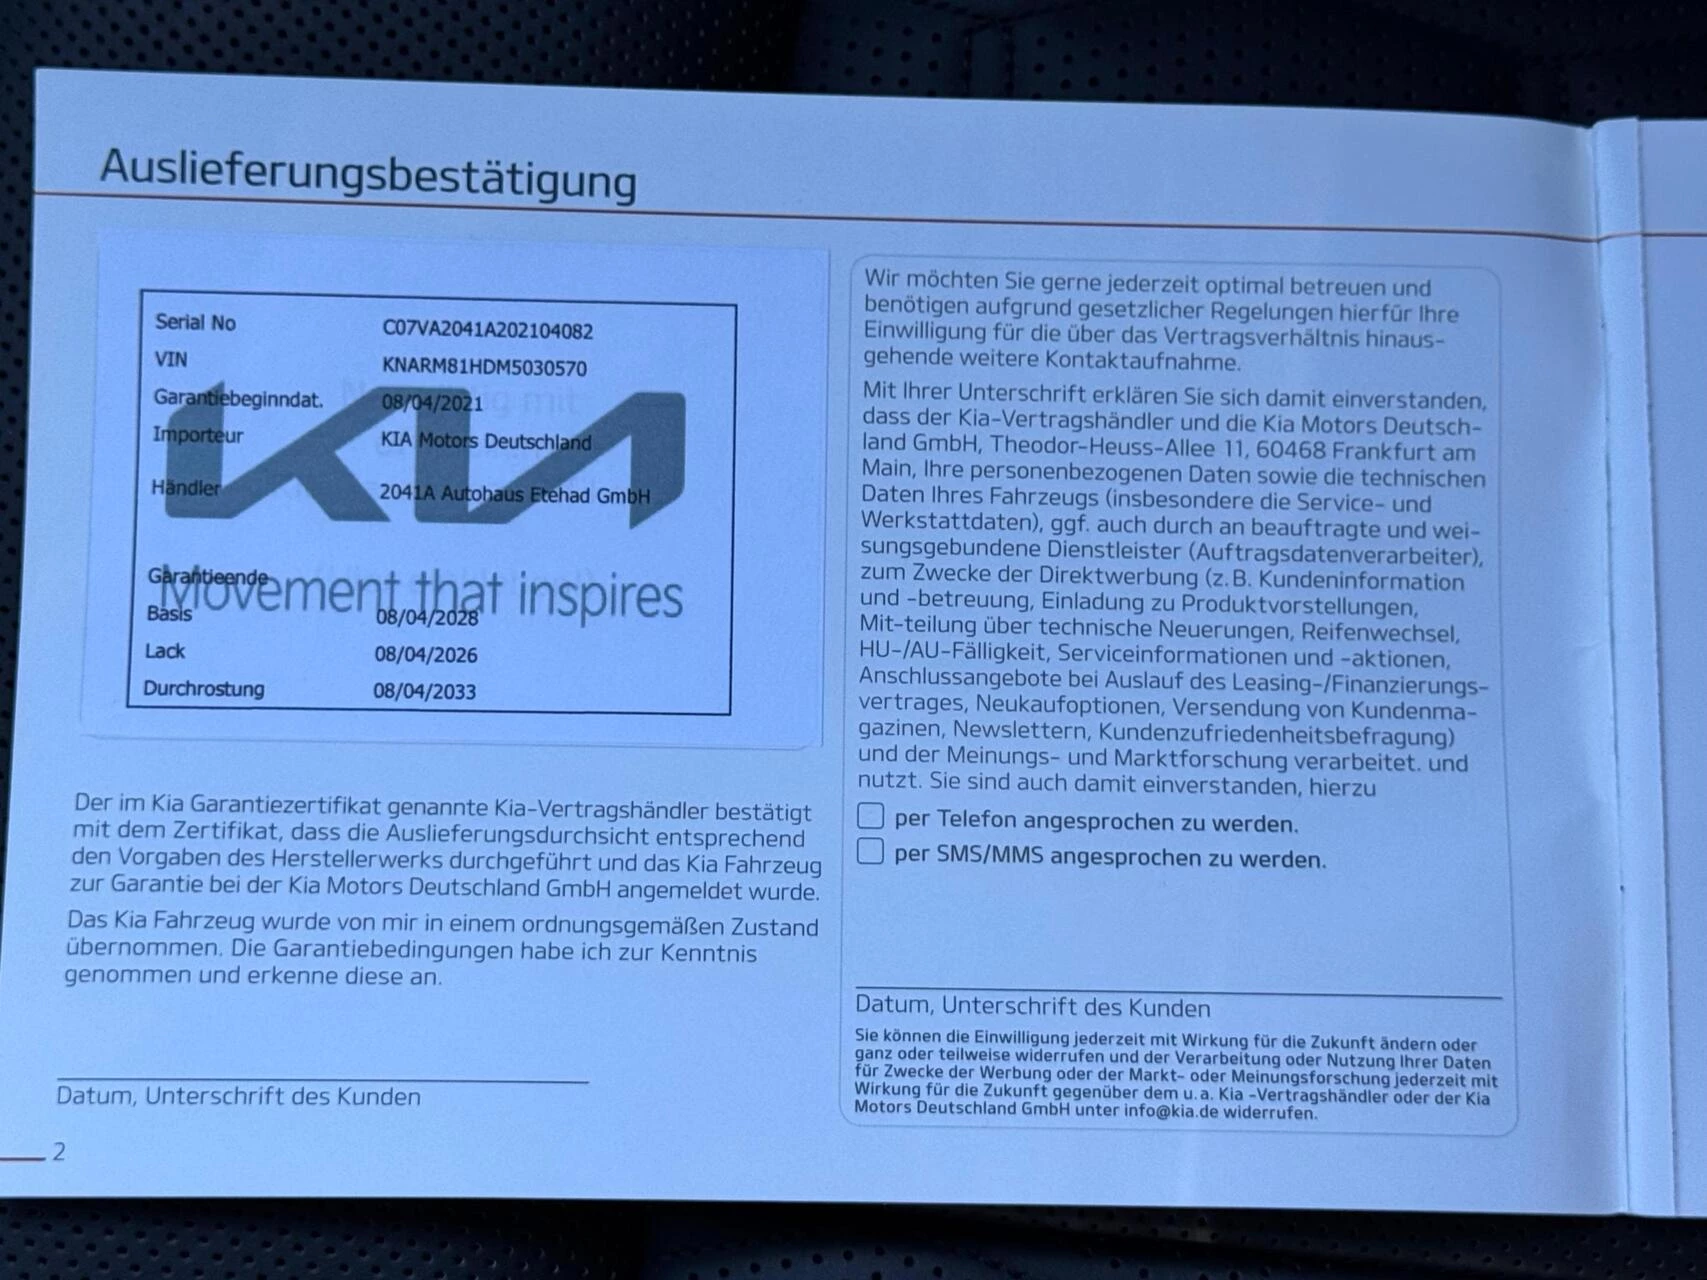 Auslieferungsbestätigung
Serial No C07VA2041A202104082
VIN KNARM81HDM5030570
Garantiebeginndat. 08/04/2021
Importeur KIA Motors Deutschland
Händler 2041A Autohaus Etehad GmbH
KIA
Garantieende
Movement that inspires
Basis 08/04/2028
Lack 08/04/2026
Durchrostung 08/04/2033
Der im Kia Garantiezertifikat genannte Kia-Vertragshändler bestätigt
mit dem Zertifikat, dass die Auslieferungsdurchsicht entsprechend
den Vorgaben des Herstellerwerks durchgeführt und das Kia Fahrzeug
zur Garantie bei der Kia Motors Deutschland GmbH angemeldet wurde.
Das Kia Fahrzeug wurde von mir in einem ordnungsgemäßen Zustand
übernommen. Die Garantiebedingungen habe ich zur Kenntnis
genommen und erkenne diese an.
Datum, Unterschrift des Kunden
2
Wir möchten Sie gerne jederzeit optimal betreuen und
benötigen aufgrund gesetzlicher Regelungen hierfür Ihre
Einwilligung für die über das Vertragsverhältnis hinaus-
gehende weitere Kontaktaufnahme.
Mit Ihrer Unterschrift erklären Sie sich damit einverstanden,
dass der Kia-Vertragshändler und die Kia Motors Deutsch-
land GmbH, Theodor-Heuss-Allee 11, 60468 Frankfurt am
Main, Ihre personenbezogenen Daten sowie die technischen
Daten Ihres Fahrzeugs (insbesondere die Service- und
Werkstattdaten), ggf. auch durch an beauftragte und wei-
sungsgebundene Dienstleister (Auftragsdatenverarbeiter),
zum Zwecke der Direktwerbung (z. B. Kundeninformation
und -betreuung, Einladung zu Produktvorstellungen,
Mit-teilung über technische Neuerungen, Reifenwechsel,
HU-/AU-Fälligkeit, Serviceinformationen und -aktionen,
Anschlussangebote bei Auslauf des Leasing-/Finanzierungs-
vertrages, Neukaufoptionen, Versendung von Kundenma-
gazinen, Newslettern, Kundenzufriedenheitsbefragung)
und der Meinungs- und Marktforschung verarbeitet. und
nutzt. Sie sind auch damit einverstanden, hierzu
per Telefon angesprochen zu werden.
per SMS/MMS angesprochen zu werden.
Datum, Unterschrift des Kunden
Sie können die Einwilligung jederzeit mit Wirkung für die Zukunft ändern oder
ganz oder teilweise widerrufen und der Verarbeitung oder Nutzung Ihrer Daten
für Zwecke der Werbung oder der Markt- oder Meinungsforschung jederzeit mit
Wirkung für die Zukunft gegenüber dem u. a. Kia -Vertragshändler oder der Kia
Motors Deutschland GmbH unter info@kia.de widerrufen.